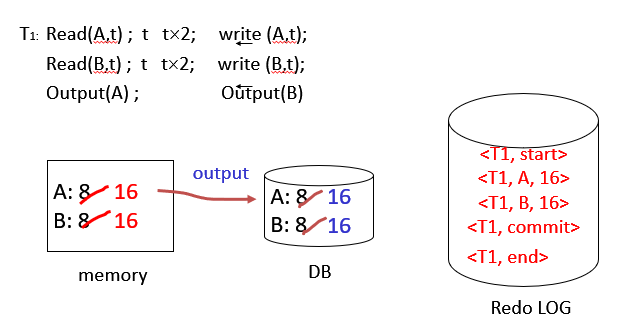 T1: Read(A,t) ; t t×2; write (A,t);
Read(B,t) ; t t×2; write (B,t);
Output(A) ; Output(B)
<T1, start>
<T1, A, 16>
<T1, B, 16>
<T1, commit>
<T1, end>
output
A: 8 16
B: 8 16
A: 8 16
B: 8 16
memory
DB
Redo LOG